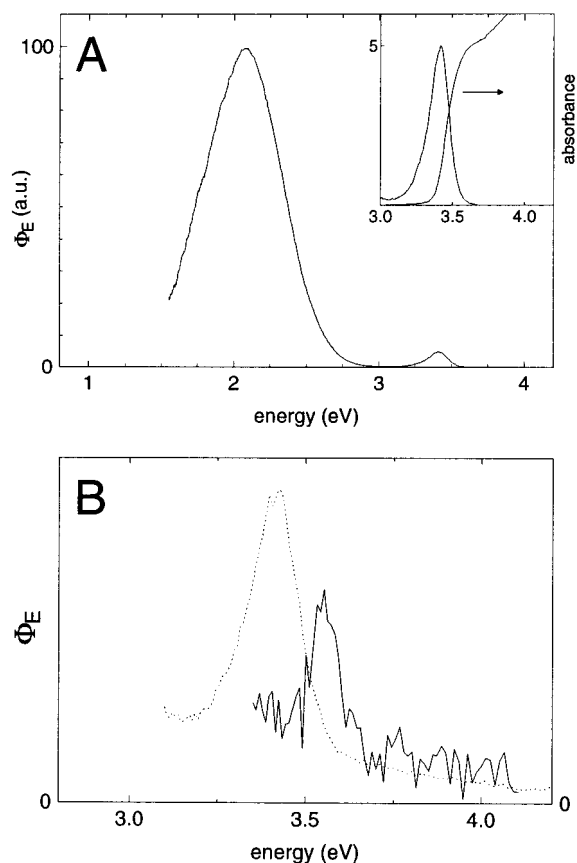 A
100
Φ_E (a.u.)
0
1
2
3
4
energy (eV)
5
absorbance
3.0
3.5
4.0
B
Φ_E
0
0
3.0
3.5
4.0
energy (eV)